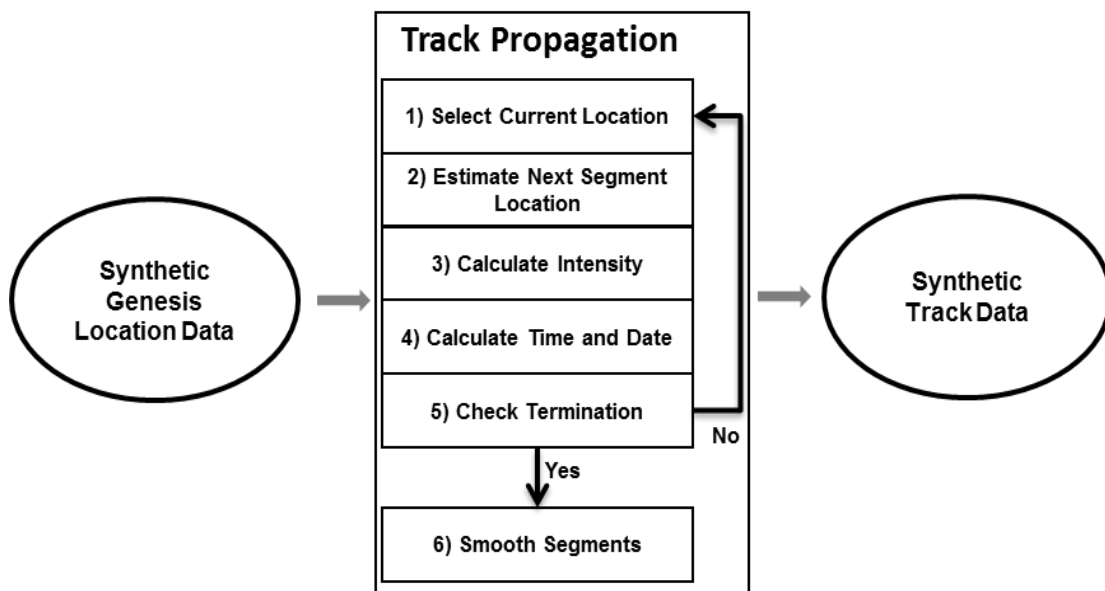 Track Propagation
Synthetic
Genesis
Location Data
1) Select Current Location
2) Estimate Next Segment
Location
3) Calculate Intensity
4) Calculate Time and Date
5) Check Termination
No
Yes
6) Smooth Segments
Synthetic
Track Data